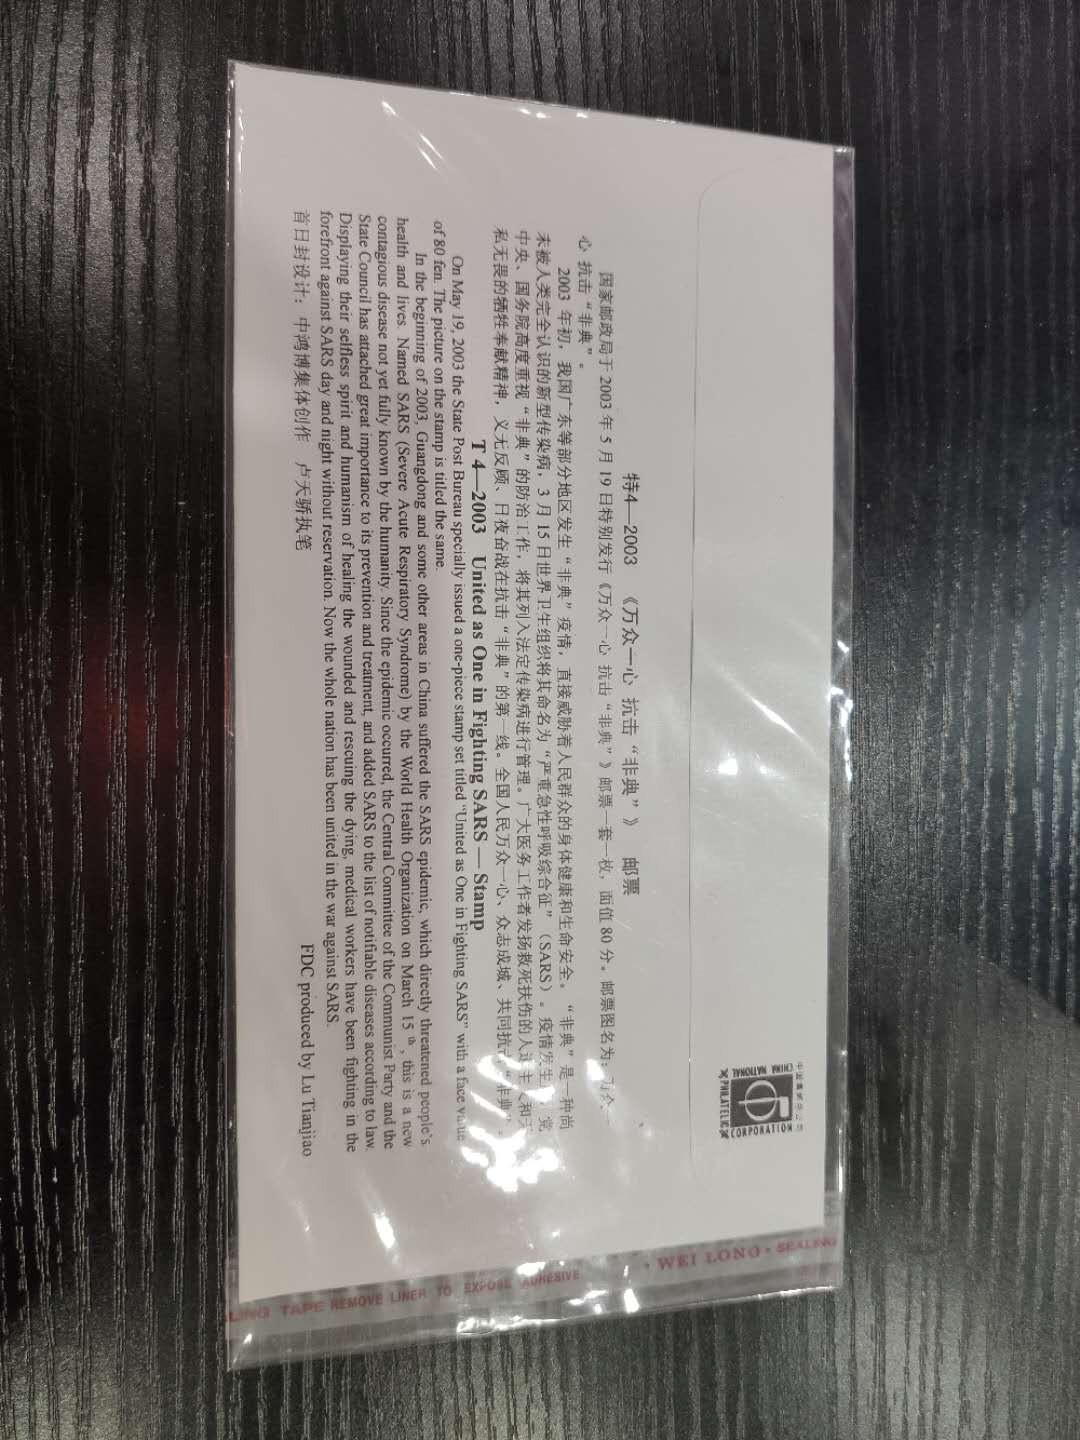 中国集邮总公司
CHINA NATIONAL
PHILATELIC
CORPORATION
特4—2003 《万众一心 抗击“非典”》 邮票
国家邮政局于 2003 年 5 月 19 日特别发行《万众一心 抗击“非典”》邮票一套一枚，面值 80 分。邮票图名为：万众一
心 抗击“非典”。
2003 年初，我国广东等部分地区发生“非典”疫情，直接威胁着人民群众的身体健康和生命安全。“非典”是一种尚
未被人类完全认识的新型传染病，3 月 15 日世界卫生组织将其命名为“严重急性呼吸综合征”（SARS）。疫情发生 党
中央、国务院高度重视“非典”的防治工作，将其列入法定传染病进行管理。广大医务工作者发扬救死扶伤的人道主 和
私无畏的牺牲奉献精神，义无反顾、日夜奋战在抗击“非典”的第一线。全国人民万众一心、众志成城、共同抗击“非典”。
T 4—2003 United as One in Fighting SARS — Stamp
On May 19, 2003 the State Post Bureau specially issued a one-piece stamp set titled "United as One in Fighting SARS" with a face value
of 80 fen. The picture on the stamp is titled the same.
In the beginning of 2003, Guangdong and some other areas in China suffered the SARS epidemic, which directly threatened people's
health and lives. Named SARS (Severe Acute Respiratory Syndrome) by the World Health Organization on March 15 th, this is a new
contagious disease not yet fully known by the humanity. Since the epidemic occurred, the Central Committee of the Communist Party and the
State Council has attached great importance to its prevention and treatment, and added SARS to the list of notifiable diseases according to law.
Displaying their selfless spirit and humanism of healing the wounded and rescuing the dying, medical workers have been fighting in the
forefront against SARS day and night without reservation. Now the whole nation has been united in the war against SARS.
首日封设计：中鸿博集体创作 卢天骄执笔
FDC produced by Lu Tianjiao
LING TAPE REMOVE LINER TO EXPOSE ADHESIVE • WEI LONG • SEALING